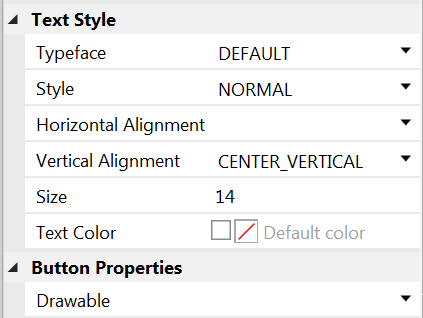 Text Style
Typeface DEFAULT
Style NORMAL
Horizontal Alignment
Vertical Alignment CENTER_VERTICAL
Size 14
Text Color Default color
Button Properties
Drawable